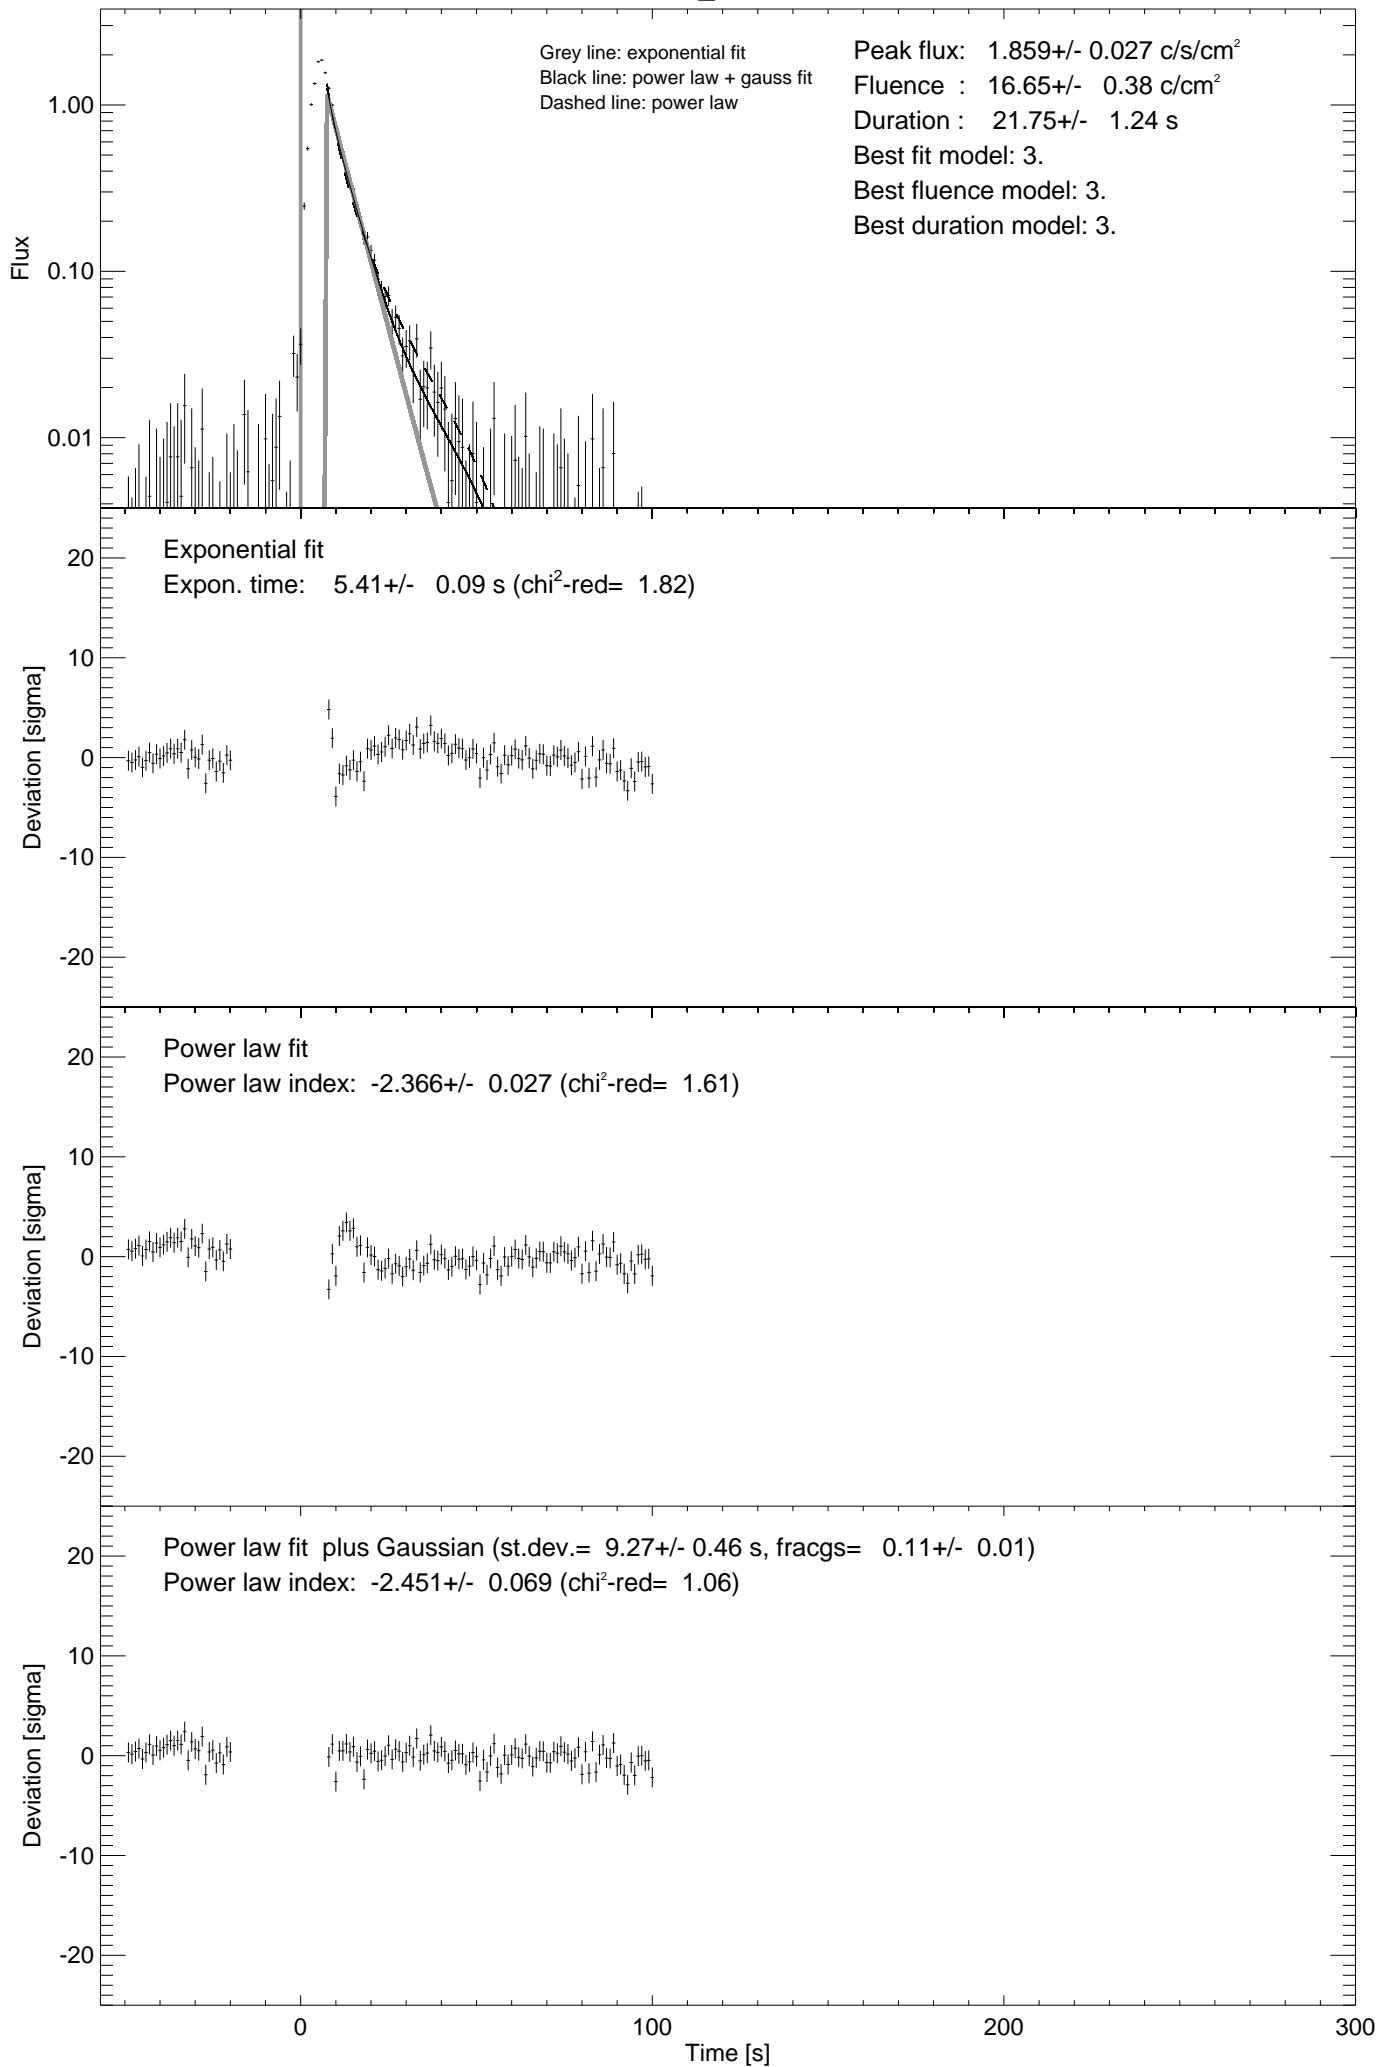 Grey line: exponential fit
Black line: power law + gauss fit
Dashed line: power law
Peak flux: 1.859+/- 0.027 c/s/cm²
Fluence : 16.65+/- 0.38 c/cm²
Duration : 21.75+/- 1.24 s
Best fit model: 3.
Best fluence model: 3.
Best duration model: 3.
Flux
1.00
0.10
0.01
Exponential fit
Expon. time: 5.41+/- 0.09 s (chi²-red= 1.82)
Deviation [sigma]
20
10
0
-10
-20
Power law fit
Power law index: -2.366+/- 0.027 (chi²-red= 1.61)
Deviation [sigma]
20
10
0
-10
-20
Power law fit plus Gaussian (st.dev.= 9.27+/- 0.46 s, fracgs= 0.11+/- 0.01)
Power law index: -2.451+/- 0.069 (chi²-red= 1.06)
Deviation [sigma]
20
10
0
-10
-20
0 100 200 300
Time [s]